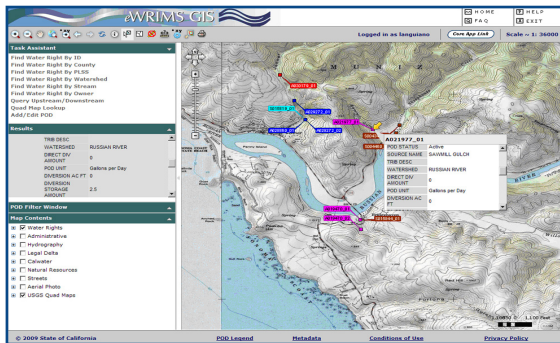 eWRIMS GIS
HOME
HELP
FAQ
EXIT
Logged in as languiano
Core App Link
Scale ~ 1: 36000
Task Assistant
Find Water Right By ID
Find Water Right By County
Find Water Right By PLSS
Find Water Right By Watershed
Find Water Right By Stream
Find Water Right By Owner
Query Upstream/Downstream
Quad Map Lookup
Add/Edit POD
Results
TRIB DESC
WATERSHED RUSSIAN RIVER
DIRECT DIV AMOUNT 0
POD UNIT Gallons per Day
DIVERSION AC FT 0
DIVERSION STORAGE AMOUNT 2.5
POD Filter Window
Map Contents
Water Rights
Administrative
Hydrography
Legal Delta
Calwater
Natural Resources
Streets
Aerial Photo
USGS Quad Maps
MUNIZ
A021977_01
POD STATUS Active
SOURCE NAME SAWMILL GULCH
TRIB DESC
WATERSHED RUSSIAN RIVER
DIRECT DIV AMOUNT 0
POD UNIT Gallons per Day
DIVERSION AC FT 0
RUSSIAN
RIVER
1,100 Feet
© 2009 State of California
POD Legend
Metadata
Conditions of Use
Privacy Policy